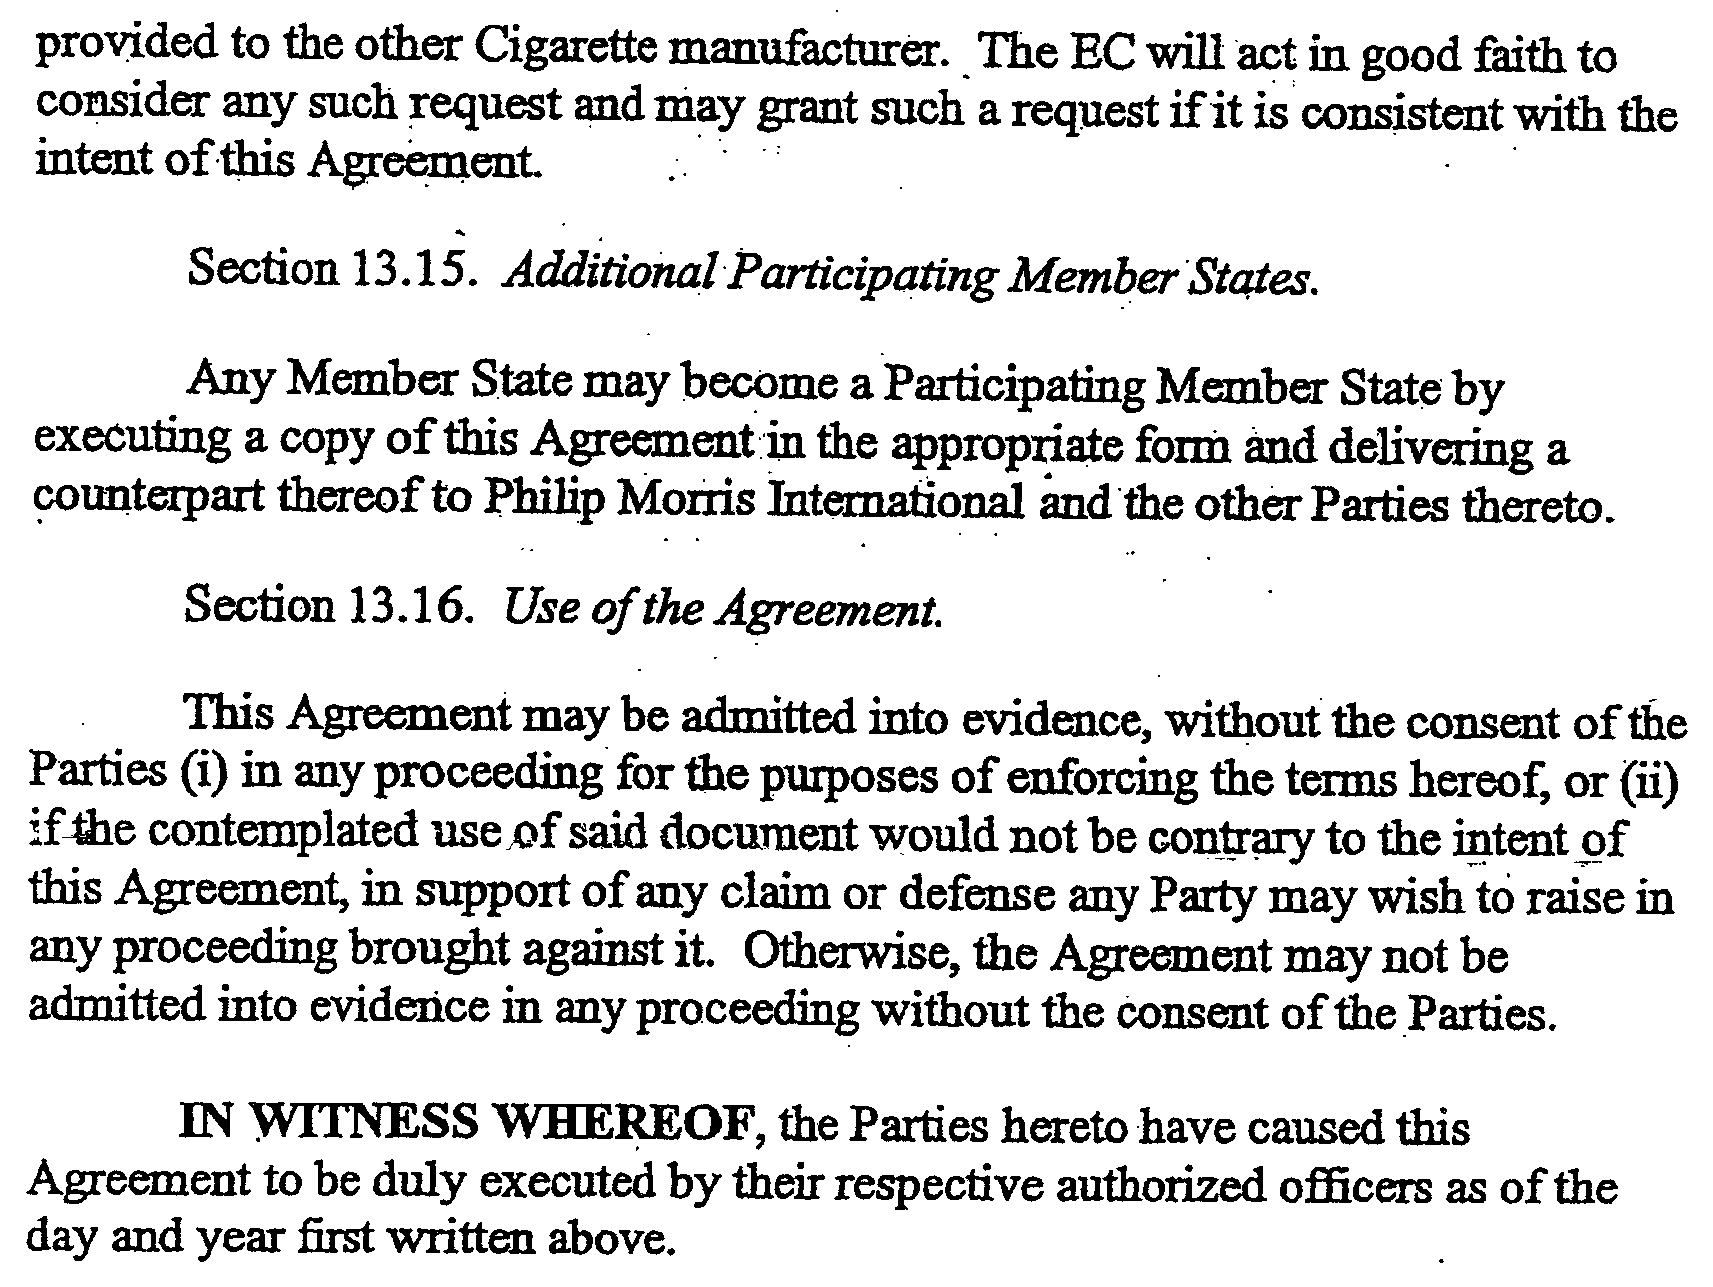 provided to the other Cigarette manufacturer. The EC will act in good faith to
consider any such request and may grant such a request if it is consistent with the
intent of this Agreement.
Section 13.15. Additional Participating Member States.
Any Member State may become a Participating Member State by
executing a copy of this Agreement in the appropriate form and delivering a
counterpart thereof to Philip Morris International and the other Parties thereto.
Section 13.16. Use of the Agreement.
This Agreement may be admitted into evidence, without the consent of the
Parties (i) in any proceeding for the purposes of enforcing the terms hereof, or (ii)
if the contemplated use of said document would not be contrary to the intent of
this Agreement, in support of any claim or defense any Party may wish to raise in
any proceeding brought against it. Otherwise, the Agreement may not be
admitted into evidence in any proceeding without the consent of the Parties.
IN WITNESS WHEREOF, the Parties hereto have caused this
Agreement to be duly executed by their respective authorized officers as of the
day and year first written above.